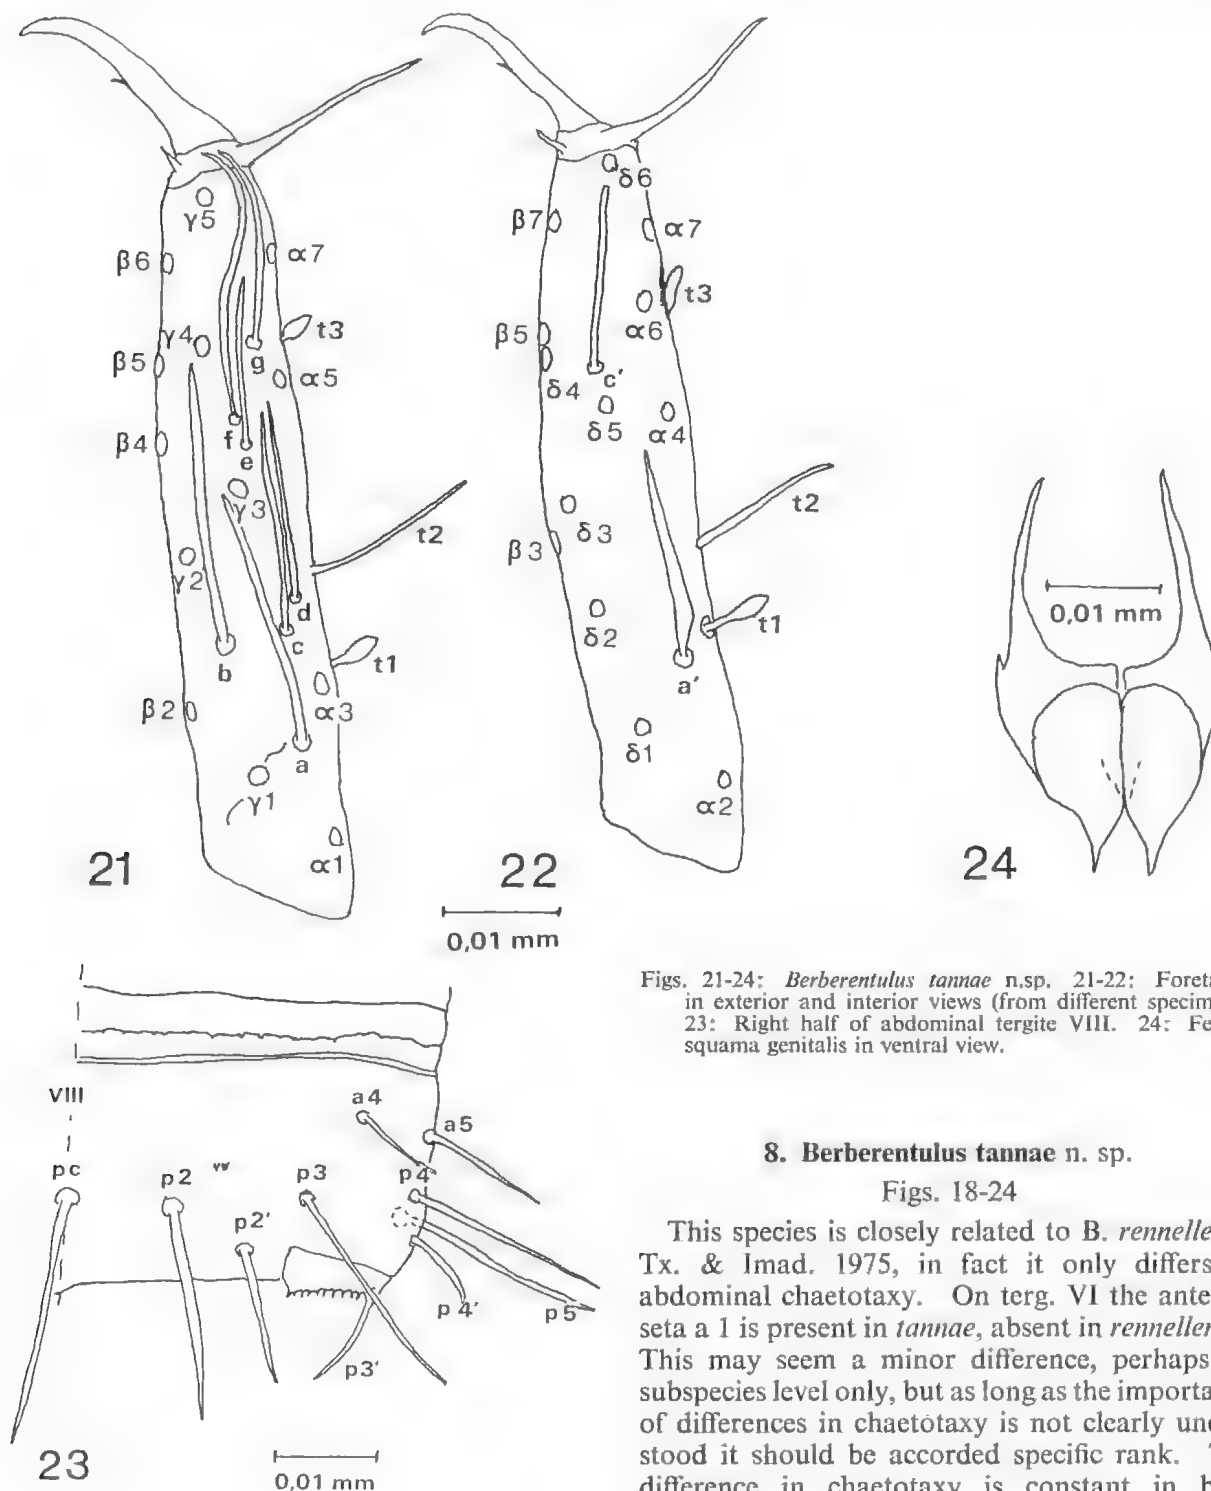 γ5
β6
α7
γ4
t3
β5
g
α5
f
β4
e
γ3
t2
γ2
d
c
b
t1
α3
β2
a
γ1
α1
21
δ6
β7
α7
t3
α6
β5
c'
δ4
δ5
α4
t2
δ3
β3
δ2
t1
a'
δ1
α2
22
0,01 mm
0,01 mm
24
VIII
a4
a5
pc
p2
p3
p4
p2'
p4'
p5
p3'
23
0,01 mm
Figs. 21-24: Berberentulus tannae n.sp. 21-22:
in exterior and interior views (from different
23: Right half of abdominal tergite VIII. 24:
squama genitalis in ventral view.
8. Berberentulus tannae n. sp.
Figs. 18-24
This species is closely related to B.
Tx. & Imad. 1975, in fact it only differs
abdominal chaetotaxy. On terg. VI the
seta a 1 is present in tannae, absent in
This may seem a minor difference, perhaps
subspecies level only, but as long as the
of differences in chaetotaxy is not clearly
stood it should be accorded specific rank.
difference in chaetotaxy is constant in